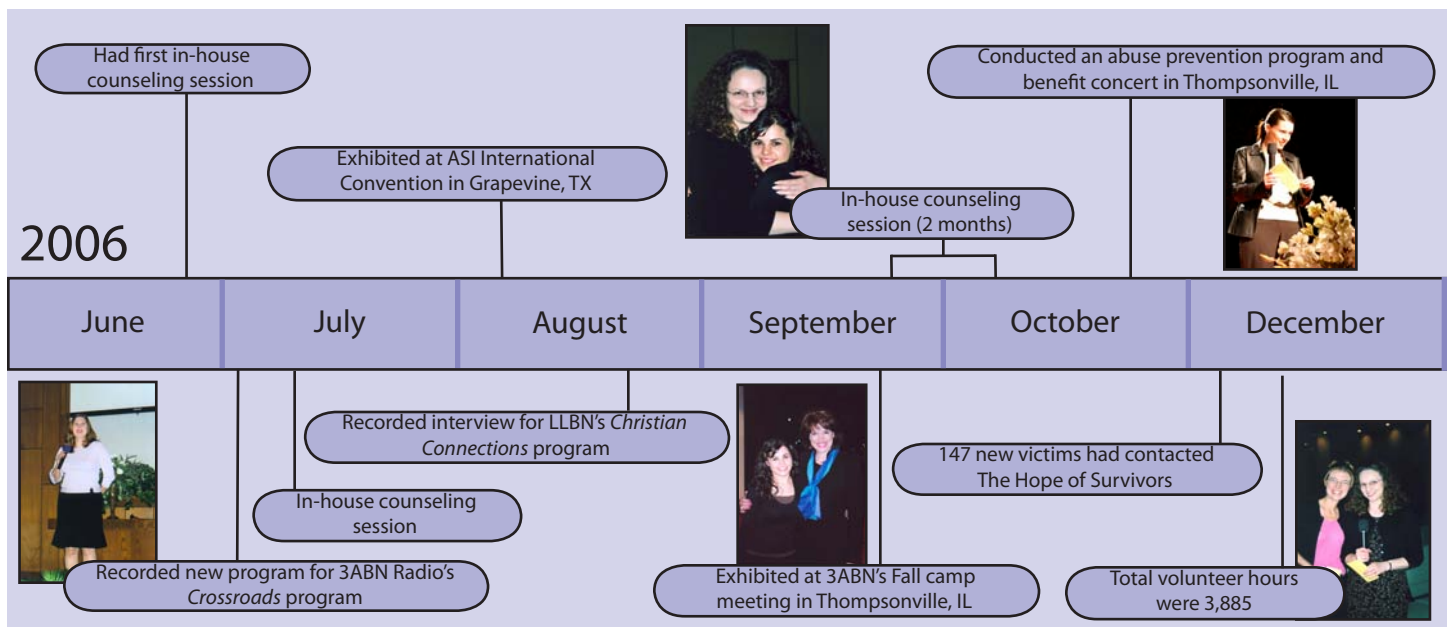 Had first in-house
counseling session
Exhibited at ASI International
Convention in Grapevine, TX
In-house counseling
session (2 months)
Conducted an abuse prevention program and
benefit concert in Thompsonville, IL
2006
June
July
August
September
October
December
Recorded new program for 3ABN Radio's
Crossroads program
In-house counseling
session
Recorded interview for LLBN's Christian
Connections program
Exhibited at 3ABN's Fall camp
meeting in Thompsonville, IL
147 new victims had contacted
The Hope of Survivors
Total volunteer hours
were 3,885